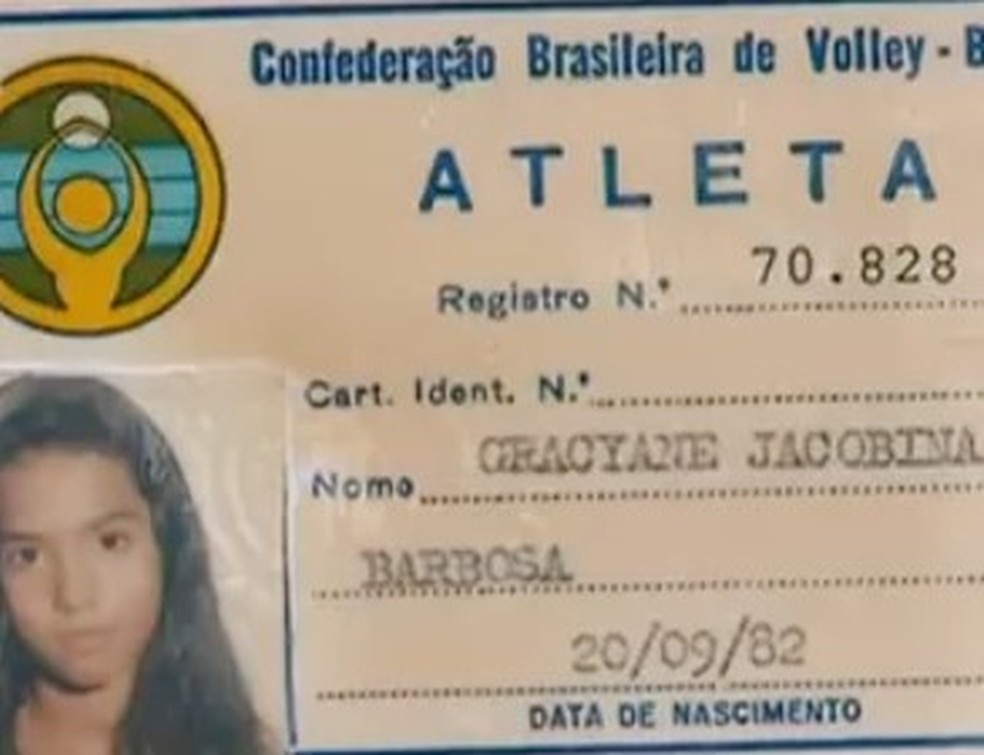 Confederação Brasileira de Volley - B
ATLETA
Registro N.º 70.828
Cart. Ident. N.º
Nome GRACYANE JACOBINA
BARBOSA
20/09/82
DATA DE NASCIMENTO